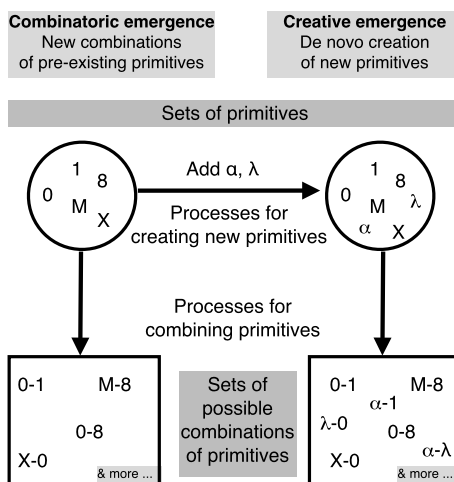 Combinatoric emergence
New combinations
of pre-existing primitives
Creative emergence
De novo creation
of new primitives
Sets of primitives
1
0
8
M
X
Add α, λ
Processes for
creating new primitives
1
0
8
λ
M
α
X
Processes for
combining primitives
0-1 M-8
0-8
X-0
& more ...
Sets of
possible
combinations
of primitives
0-1 M-8
α-1
λ-0
0-8
α-λ
X-0
& more ...